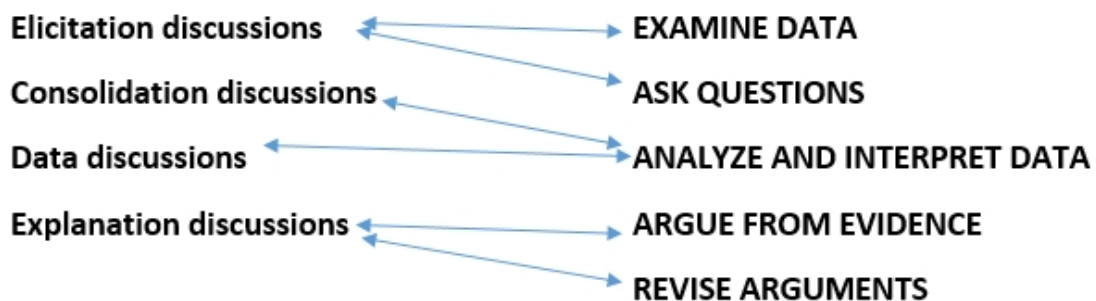 Elicitation discussions EXAMINE DATA
Consolidation discussions ASK QUESTIONS
Data discussions ANALYZE AND INTERPRET DATA
Explanation discussions ARGUE FROM EVIDENCE
REVISE ARGUMENTS